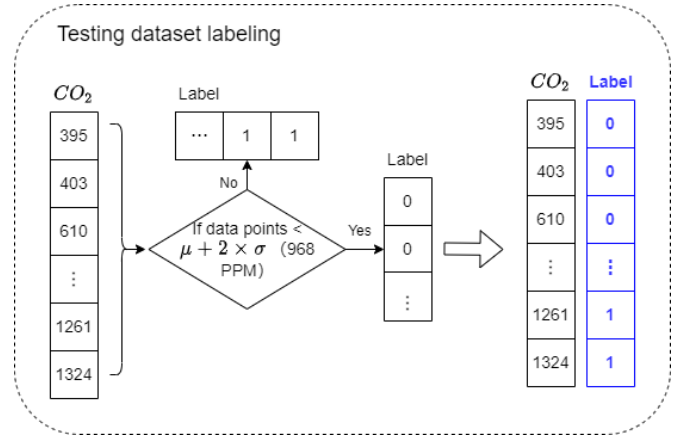 Testing dataset labeling
CO₂
395
403
610
⋮
1261
1324
Label
... 1 1
No
If data points <
μ + 2 × σ (968
PPM)
Yes
Label
0
0
⋮
CO₂ Label
395 0
403 0
610 0
⋮ ⋮
1261 1
1324 1